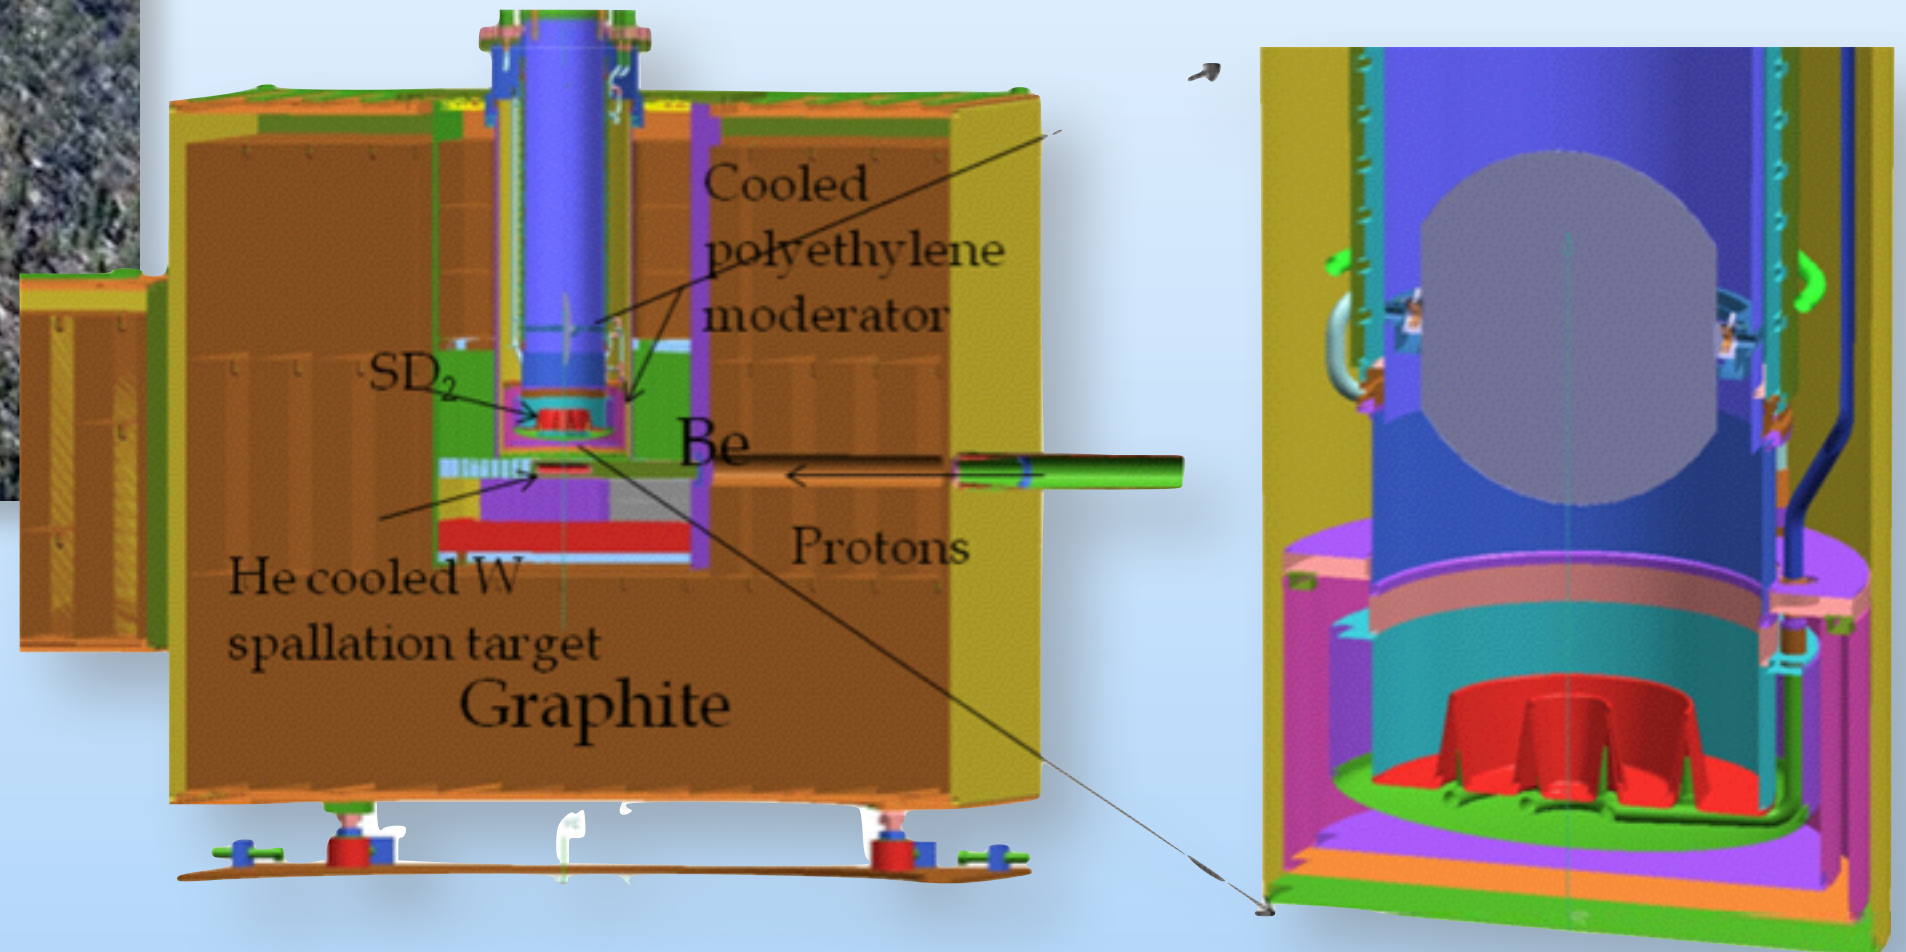 Cooled
polyethylene
moderator
SD₂
Be
Protons
He cooled W
spallation target
Graphite